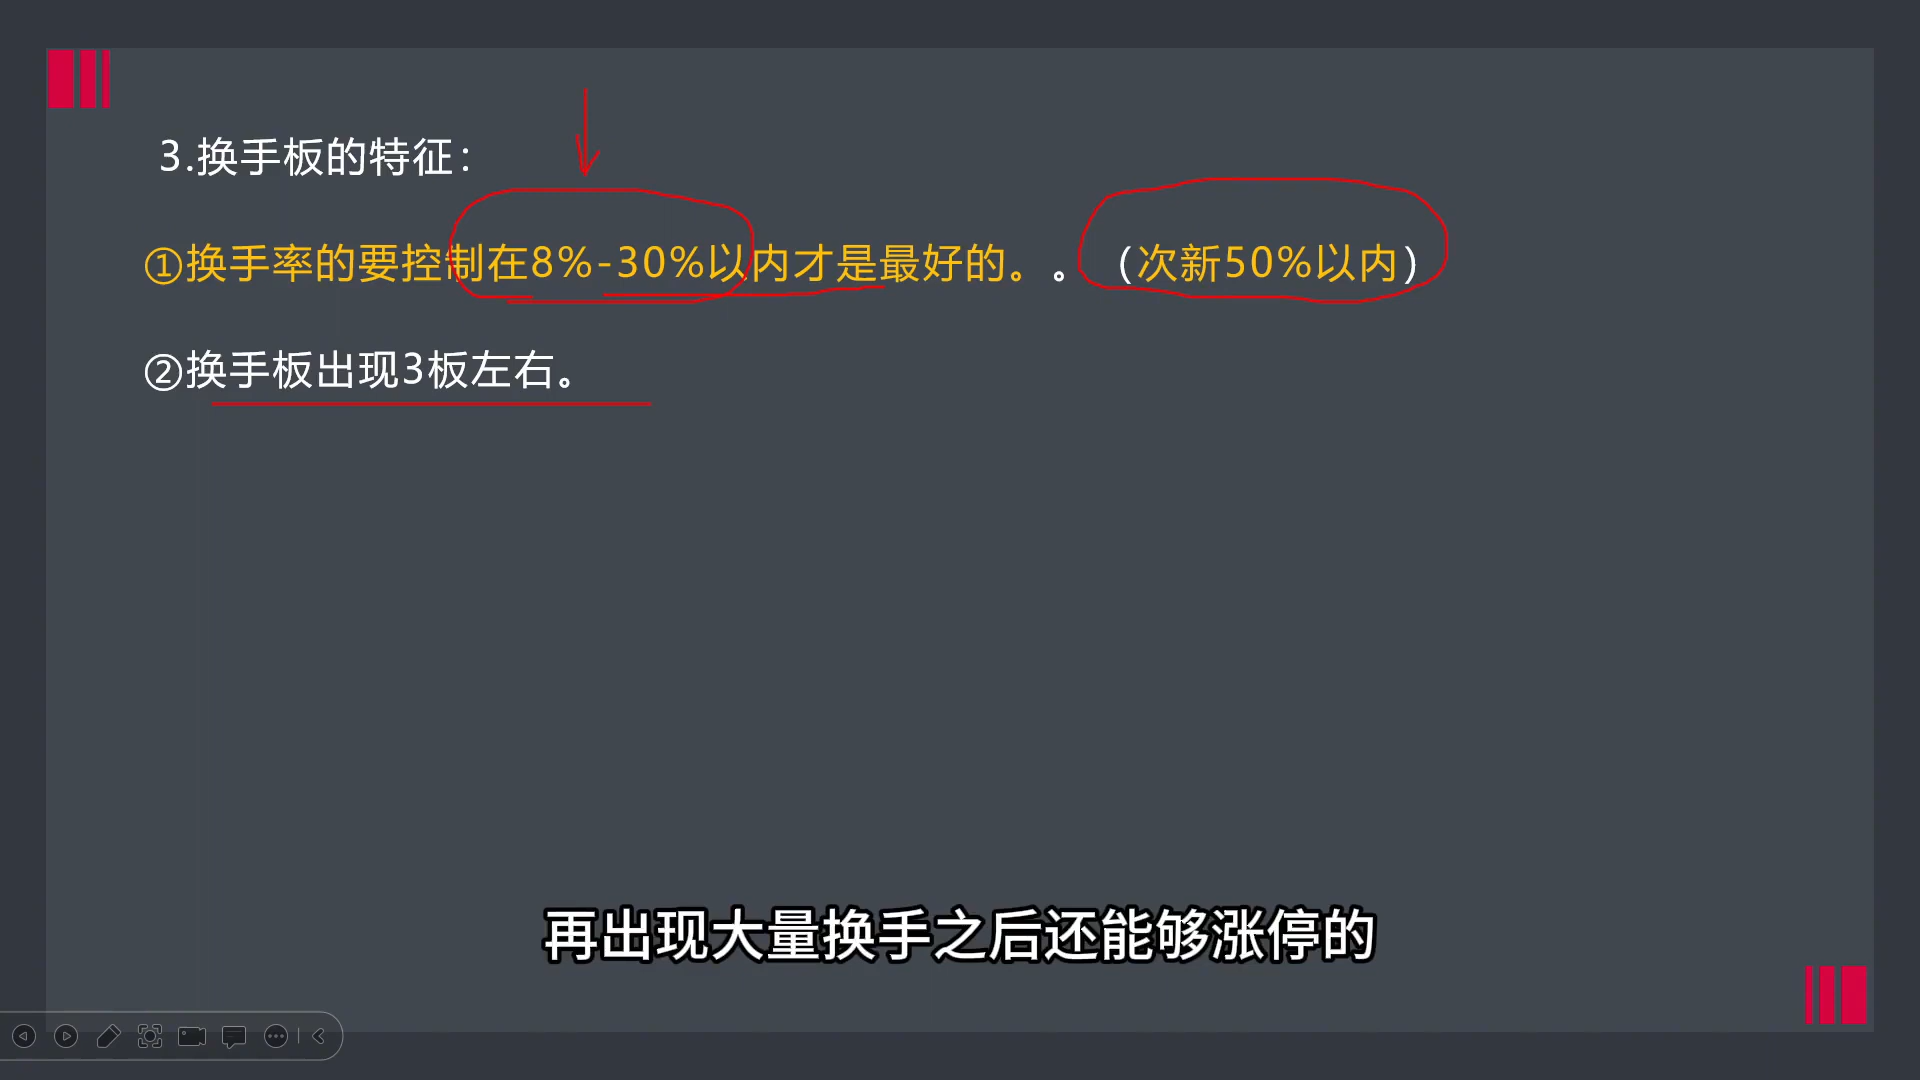 3.换手板的特征：
①换手率的要控制在8%-30%以内才是最好的。。（次新50%以内）
②换手板出现3板左右。
再出现大量换手之后还能够涨停的